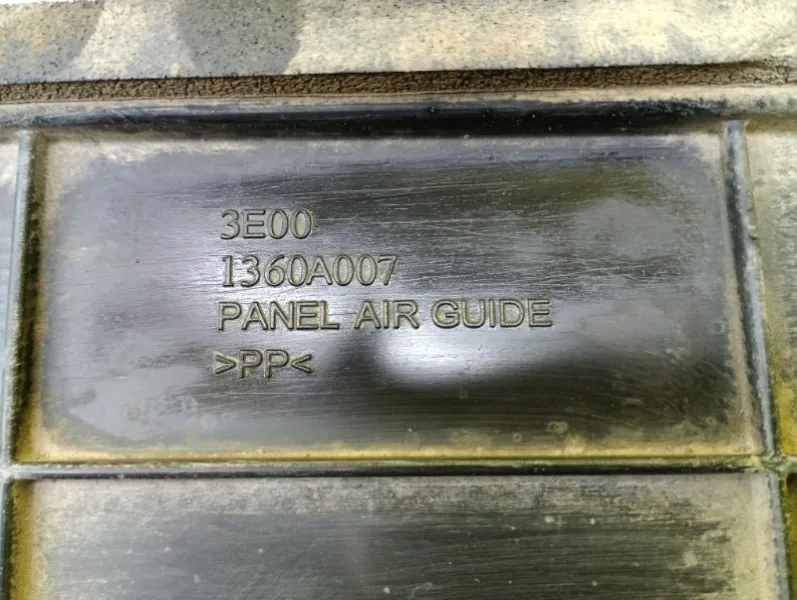 3E00
1360A007
PANEL AIR GUIDE
>PP<